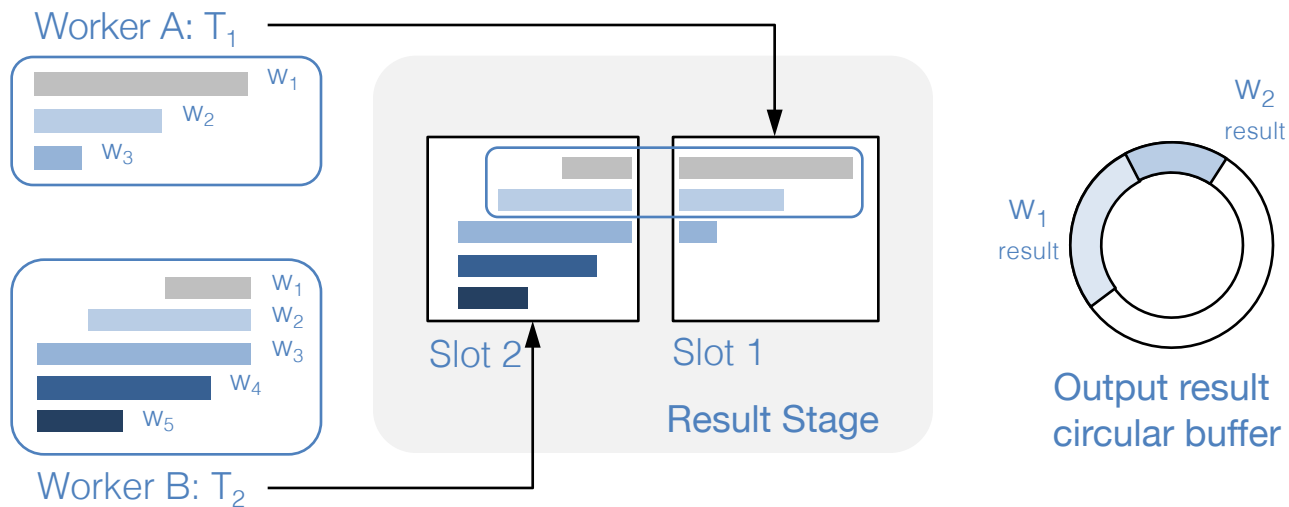 Worker A: T1
w1
w2
w3
w1
w2
w3
w4
w5
Worker B: T2
Slot 2
Slot 1
Result Stage
w2
result
w1
result
Output result
circular buffer